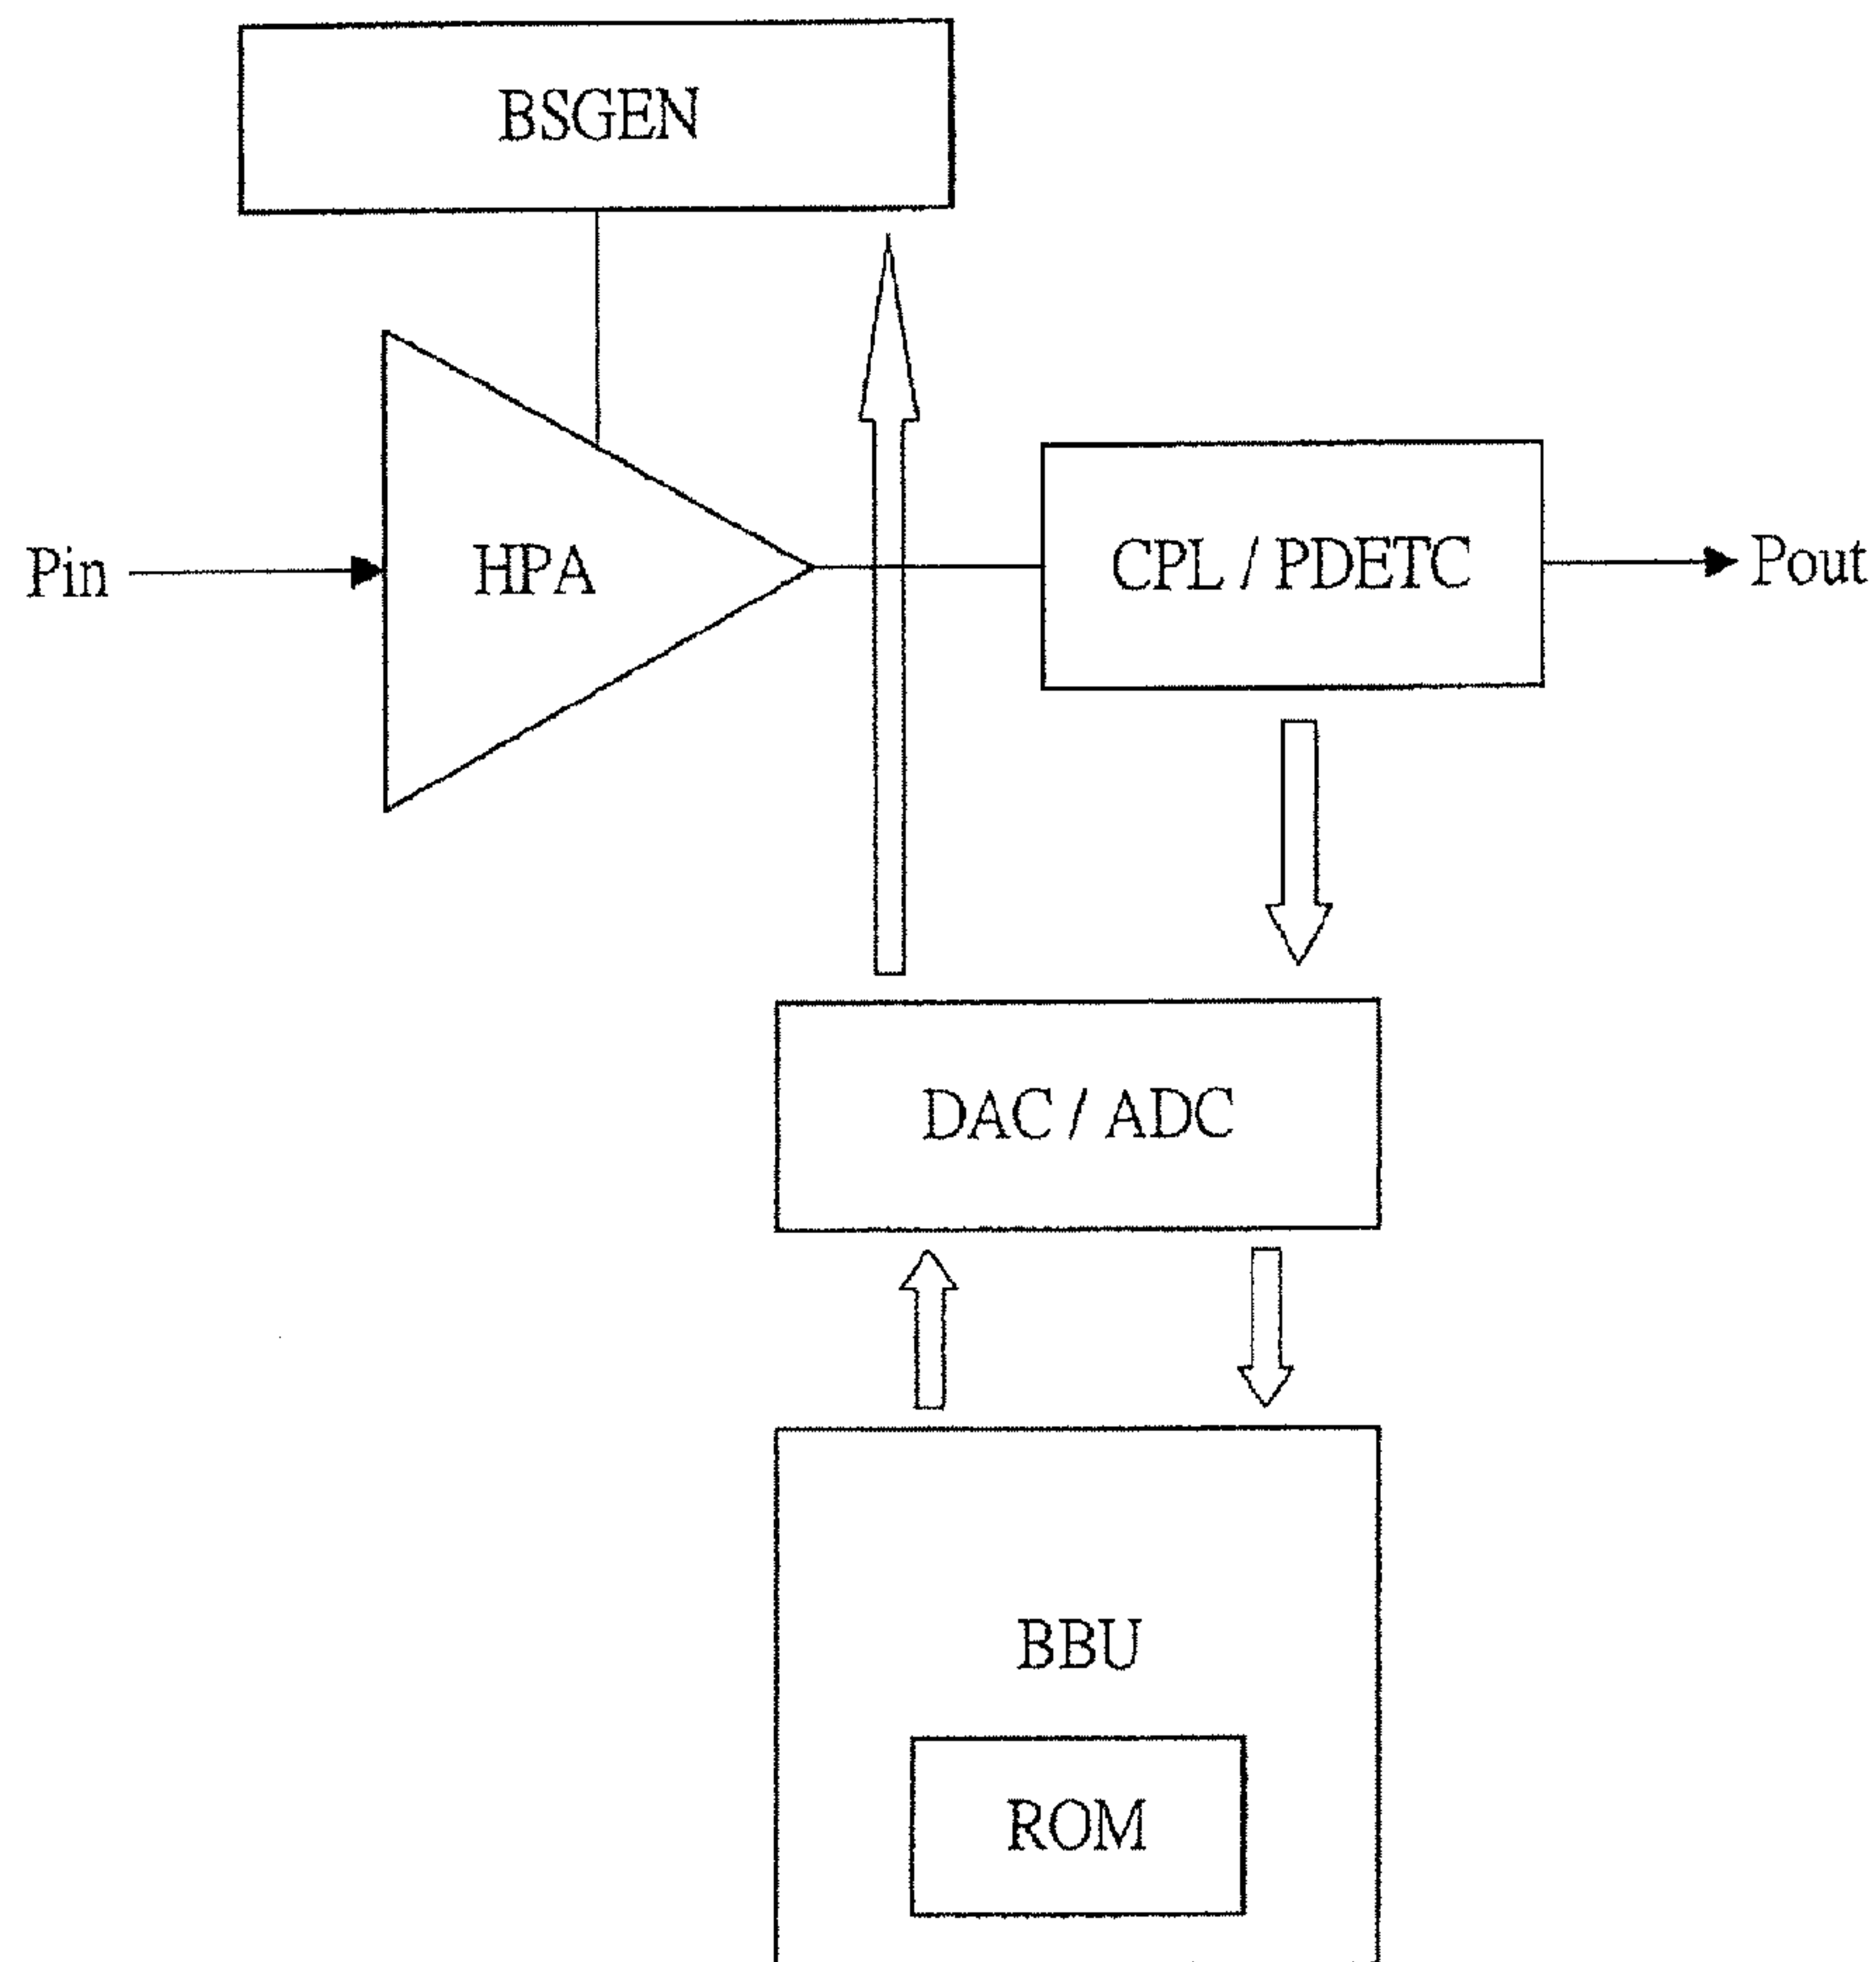 BSGEN
Pin
HPA
CPL / PDETC
Pout
DAC / ADC
BBU
ROM